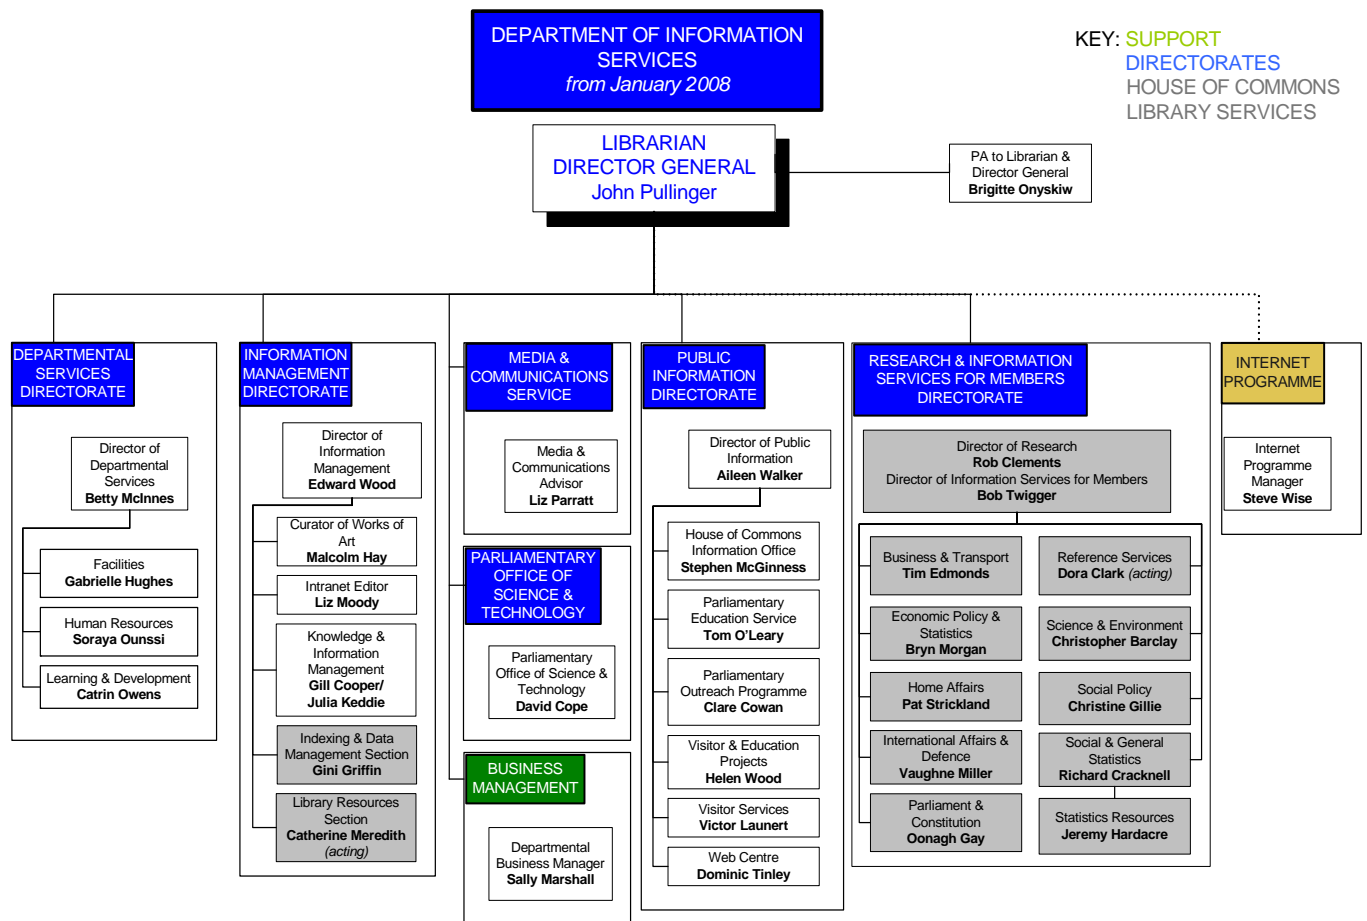 DEPARTMENT OF INFORMATION
SERVICES
from January 2008
KEY: SUPPORT
DIRECTORATES
HOUSE OF COMMONS
LIBRARY SERVICES
LIBRARIAN
DIRECTOR GENERAL
John Pullinger
PA to Librarian &
Director General
Brigitte Onyskiw
DEPARTMENTAL
SERVICES
DIRECTORATE
Director of
Departmental
Services
Betty McInnes
Facilities
Gabrielle Hughes
Human Resources
Soraya Ounssi
Learning & Development
Catrin Owens
INFORMATION
MANAGEMENT
DIRECTORATE
Director of
Information
Management
Edward Wood
Curator of Works of
Art
Malcolm Hay
Intranet Editor
Liz Moody
Knowledge &
Information
Management
Gill Cooper/
Julia Keddie
Indexing & Data
Management Section
Gini Griffin
Library Resources
Section
Catherine Meredith
(acting)
MEDIA &
COMMUNICATIONS
SERVICE
Media &
Communications
Advisor
Liz Parratt
PARLIAMENTARY
OFFICE OF
SCIENCE &
TECHNOLOGY
Parliamentary
Office of Science &
Technology
David Cope
BUSINESS
MANAGEMENT
Departmental
Business Manager
Sally Marshall
PUBLIC
INFORMATION
DIRECTORATE
Director of Public
Information
Aileen Walker
House of Commons
Information Office
Stephen McGinness
Parliamentary
Education Service
Tom O'Leary
Parliamentary
Outreach Programme
Clare Cowan
Visitor & Education
Projects
Helen Wood
Visitor Services
Victor Launert
Web Centre
Dominic Tinley
RESEARCH & INFORMATION
SERVICES FOR MEMBERS
DIRECTORATE
Director of Research
Rob Clements
Director of Information Services for Members
Bob Twigger
Business & Transport
Tim Edmonds
Economic Policy &
Statistics
Bryn Morgan
Home Affairs
Pat Strickland
International Affairs &
Defence
Vaughne Miller
Parliament &
Constitution
Oonagh Gay
Reference Services
Dora Clark (acting)
Science & Environment
Christopher Barclay
Social Policy
Christine Gillie
Social & General
Statistics
Richard Cracknell
Statistics Resources
Jeremy Hardacre
INTERNET
PROGRAMME
Internet
Programme
Manager
Steve Wise